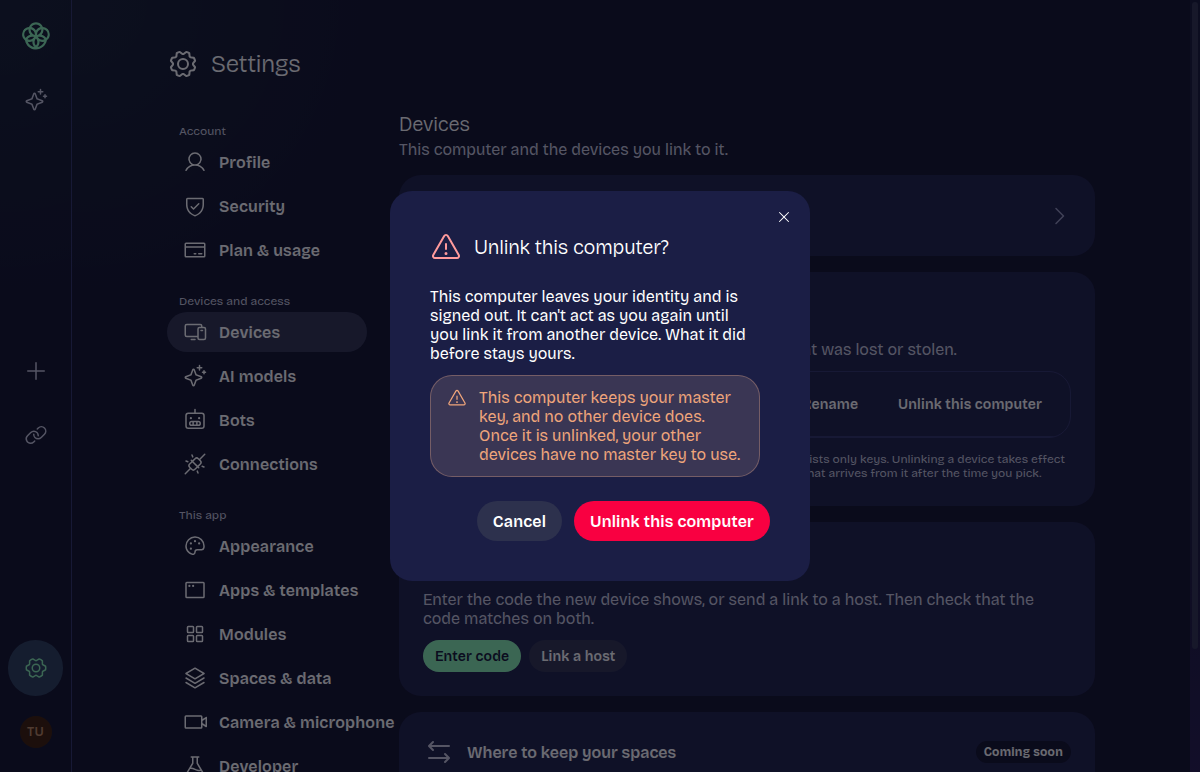 Settings
Account
Profile
Security
Plan & usage
Devices and access
Devices
AI models
Bots
Connections
This app
Appearance
Apps & templates
Modules
Spaces & data
Camera & microphone
Developer
TU
Devices
This computer and the devices you link to it.
Unlink this computer?
This computer leaves your identity and is
signed out. It can't act as you again until
you link it from another device. What it did
before stays yours.
This computer keeps your master
key, and no other device does.
Once it is unlinked, your other
devices have no master key to use.
Cancel
Unlink this computer
was lost or stolen.
Unlink this computer
only keys. Unlinking a device takes effect
arrives from it after the time you pick.
Enter the code the new device shows, or send a link to a host. Then check that the
code matches on both.
Enter code
Link a host
Where to keep your spaces
Coming soon